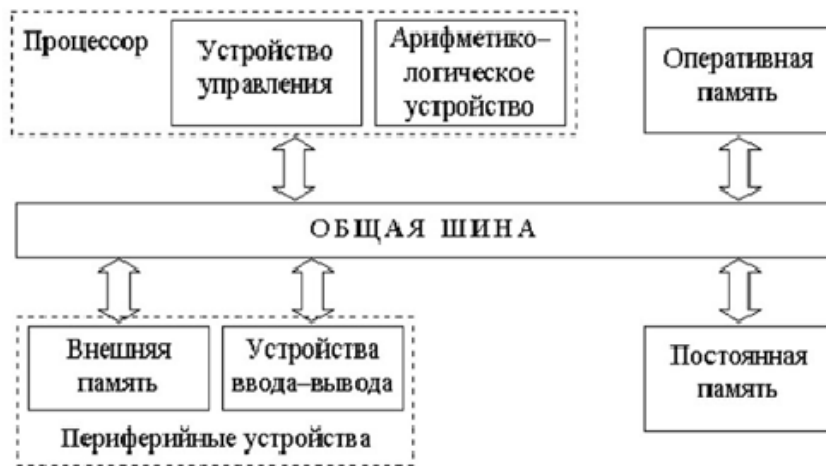 Процессор
Устройство
управления
Арифметико–
логическое
устройство
Оперативная
память
ОБЩАЯ ШИНА
Внешняя
память
Устройства
ввода–вывода
Периферийные устройства
Постоянная
память